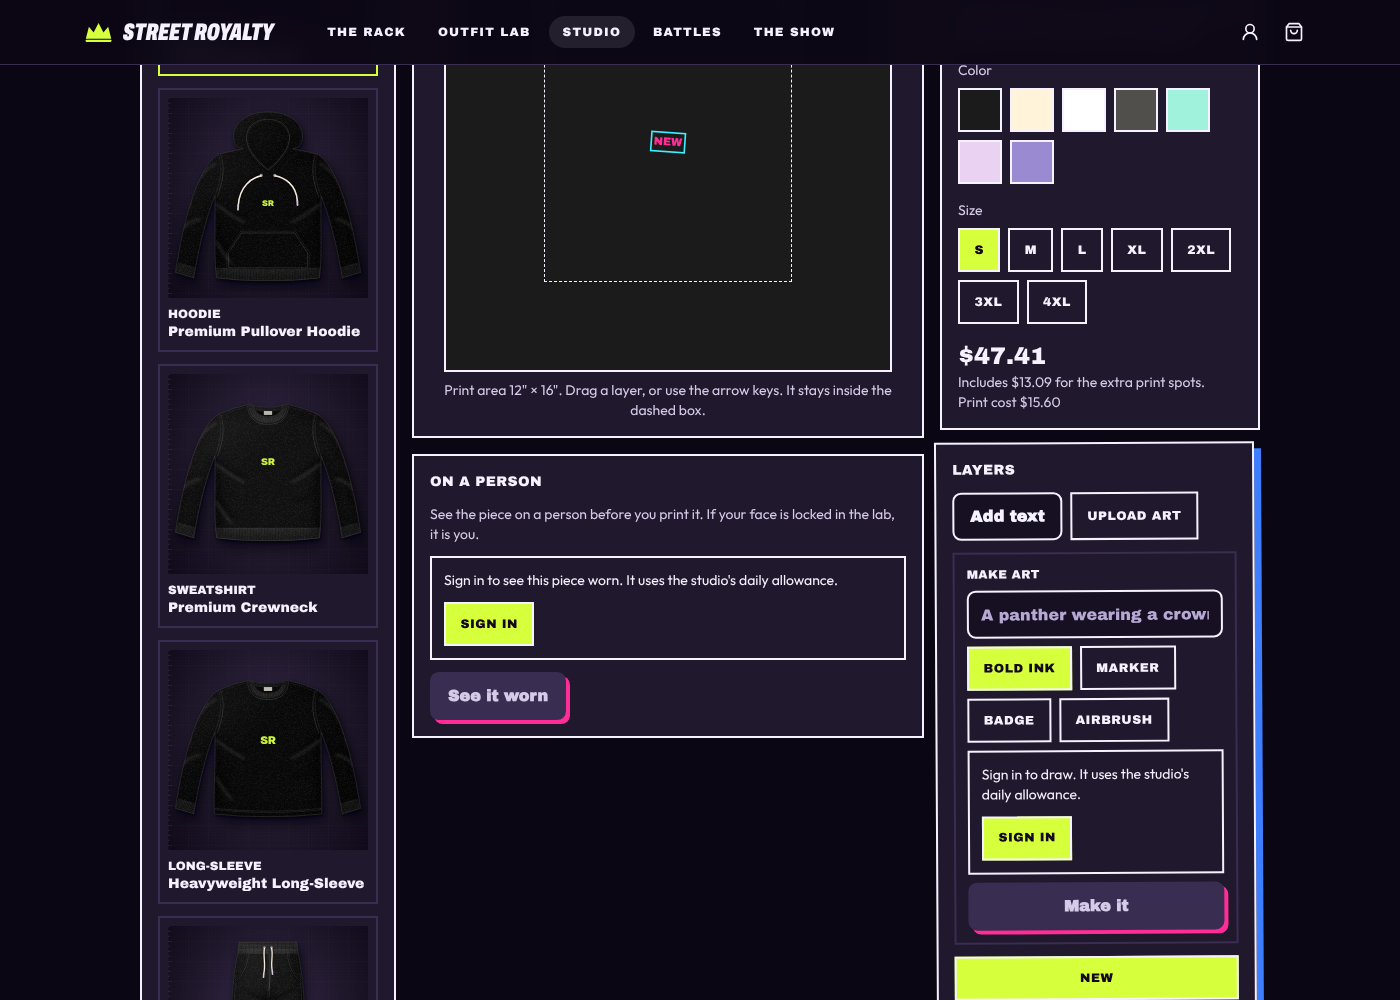 STREET ROYALTY
THE RACK
OUTFIT LAB
STUDIO
BATTLES
THE SHOW
SR
HOODIE
Premium Pullover Hoodie
SR
SWEATSHIRT
Premium Crewneck
SR
LONG-SLEEVE
Heavyweight Long-Sleeve
NEW
Print area 12" × 16". Drag a layer, or use the arrow keys. It stays inside the
dashed box.
ON A PERSON
See the piece on a person before you print it. If your face is locked in the lab,
it is you.
Sign in to see this piece worn. It uses the studio's daily allowance.
SIGN IN
See it worn
Color
Size
S
M
L
XL
2XL
3XL
4XL
$47.41
Includes $13.09 for the extra print spots.
Print cost $15.60
LAYERS
Add text
UPLOAD ART
MAKE ART
A panther wearing a crow
BOLD INK
MARKER
BADGE
AIRBRUSH
Sign in to draw. It uses the studio's
daily allowance.
SIGN IN
Make it
NEW